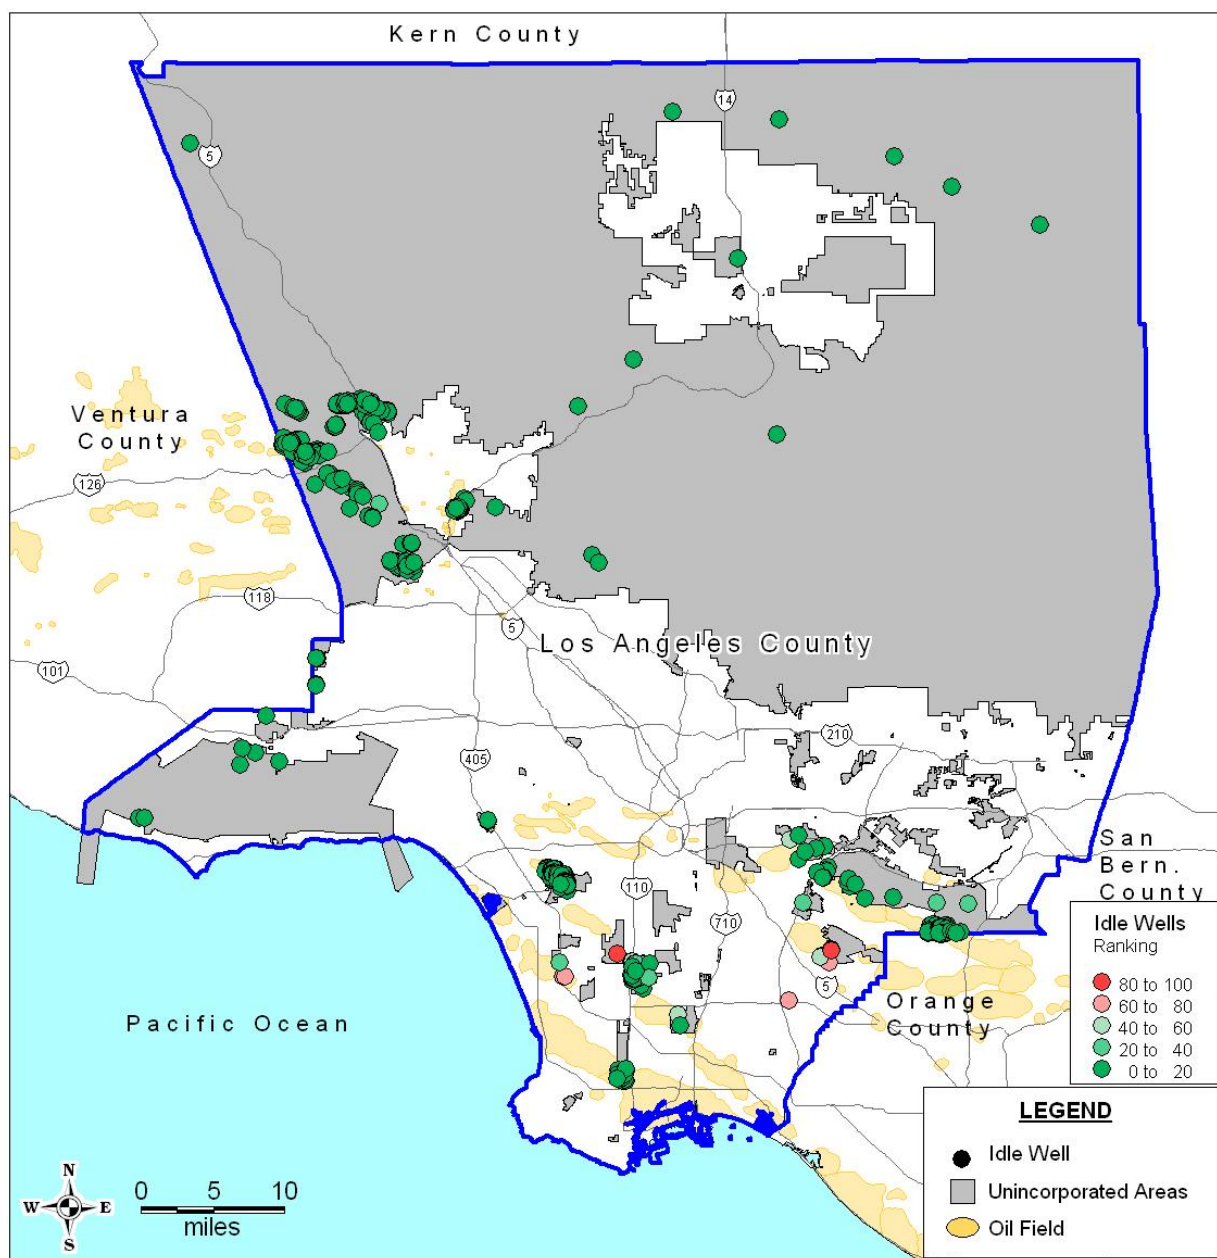 Kern County
14
5
Ventura
County
126
118
5
Los Angeles County
101
210
405
San
Bern.
County
110
710
Idle Wells
Ranking
80 to 100
60 to 80
40 to 60
20 to 40
0 to 20
5
Orange
County
Pacific Ocean
LEGEND
Idle Well
Unincorporated Areas
Oil Field
N
W E
S
0 5 10
miles